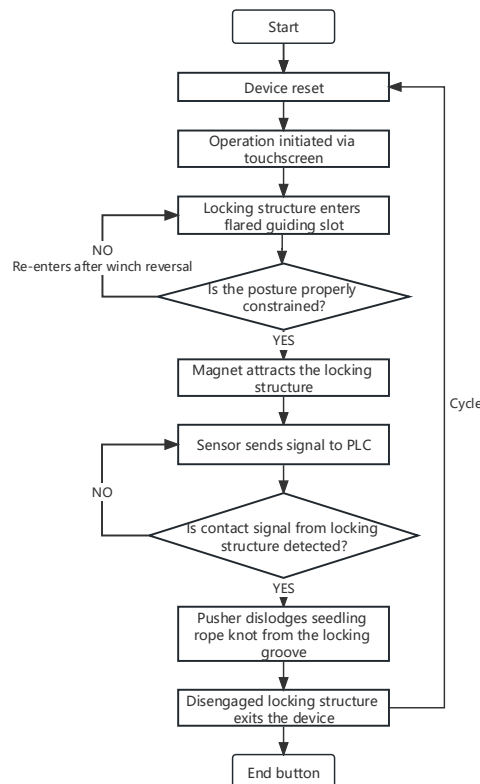 Start
Device reset
Operation initiated via
touchscreen
Locking structure enters
flared guiding slot
NO
Re-enters after winch reversal
Is the posture properly
constrained?
YES
Magnet attracts the locking
structure
Cycle
Sensor sends signal to PLC
NO
Is contact signal from locking
structure detected?
YES
Pusher dislodges seedling
rope knot from the locking
groove
Disengaged locking structure
exits the device
End button